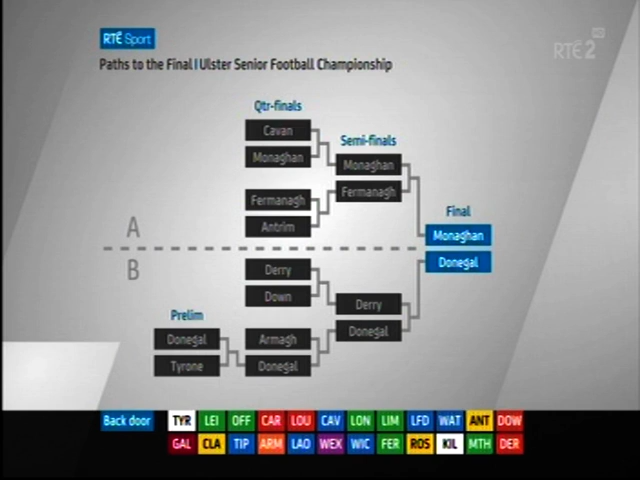 RTÉ Sport
RTÉ 2 HD
Paths to the Final | Ulster Senior Football Championship
Qtr-finals
Cavan
Monaghan
Semi-finals
Monaghan
Fermanagh
Fermanagh
Antrim
Final
A
Monaghan
Donegal
B
Derry
Down
Derry
Donegal
Prelim
Donegal
Tyrone
Armagh
Donegal
Back door TYR LEI OFF CAR LOU CAV LON LIM LFD WAT ANT DOW
GAL CLA TIP ARM LAO WEX WIC FER ROS KIL MTH DER